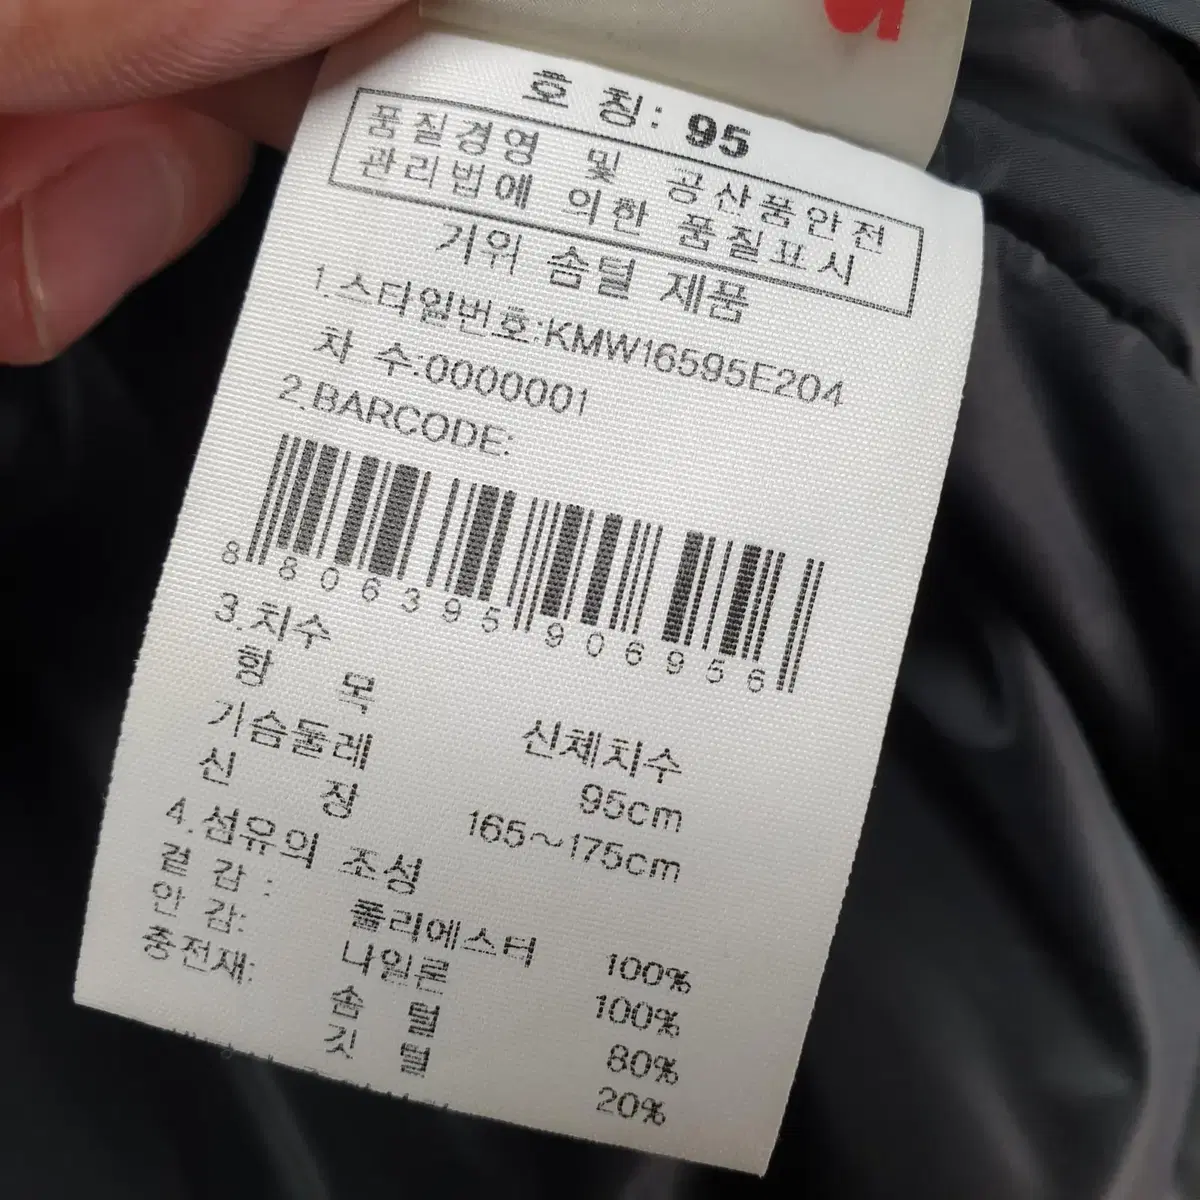 호 칭: 95
품질경영 및 공산품안전
관리법에 의한 품질표시
거위 솜털 제품
1.스타일번호:KMW16595E204
차 수:0000001
2.BARCODE:
8 806395 906956
3.치수
항 목 신체치수
가슴둘레 95cm
신 장 165~175cm
4.섬유의 조성
겉 감: 폴리에스터 100%
안 감: 나일론 100%
충전재: 솜 털 80%
깃 털 20%